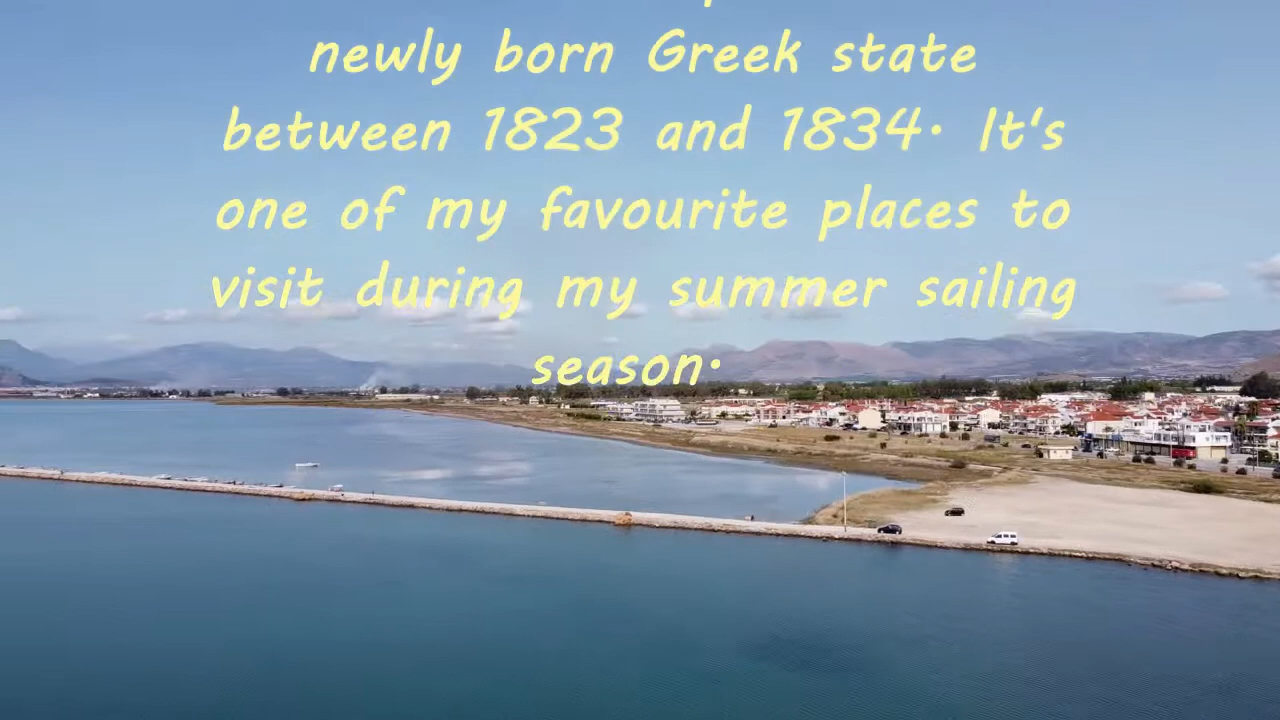 newly born Greek state
between 1823 and 1834. It's
one of my favourite places to
visit during my summer sailing
season.